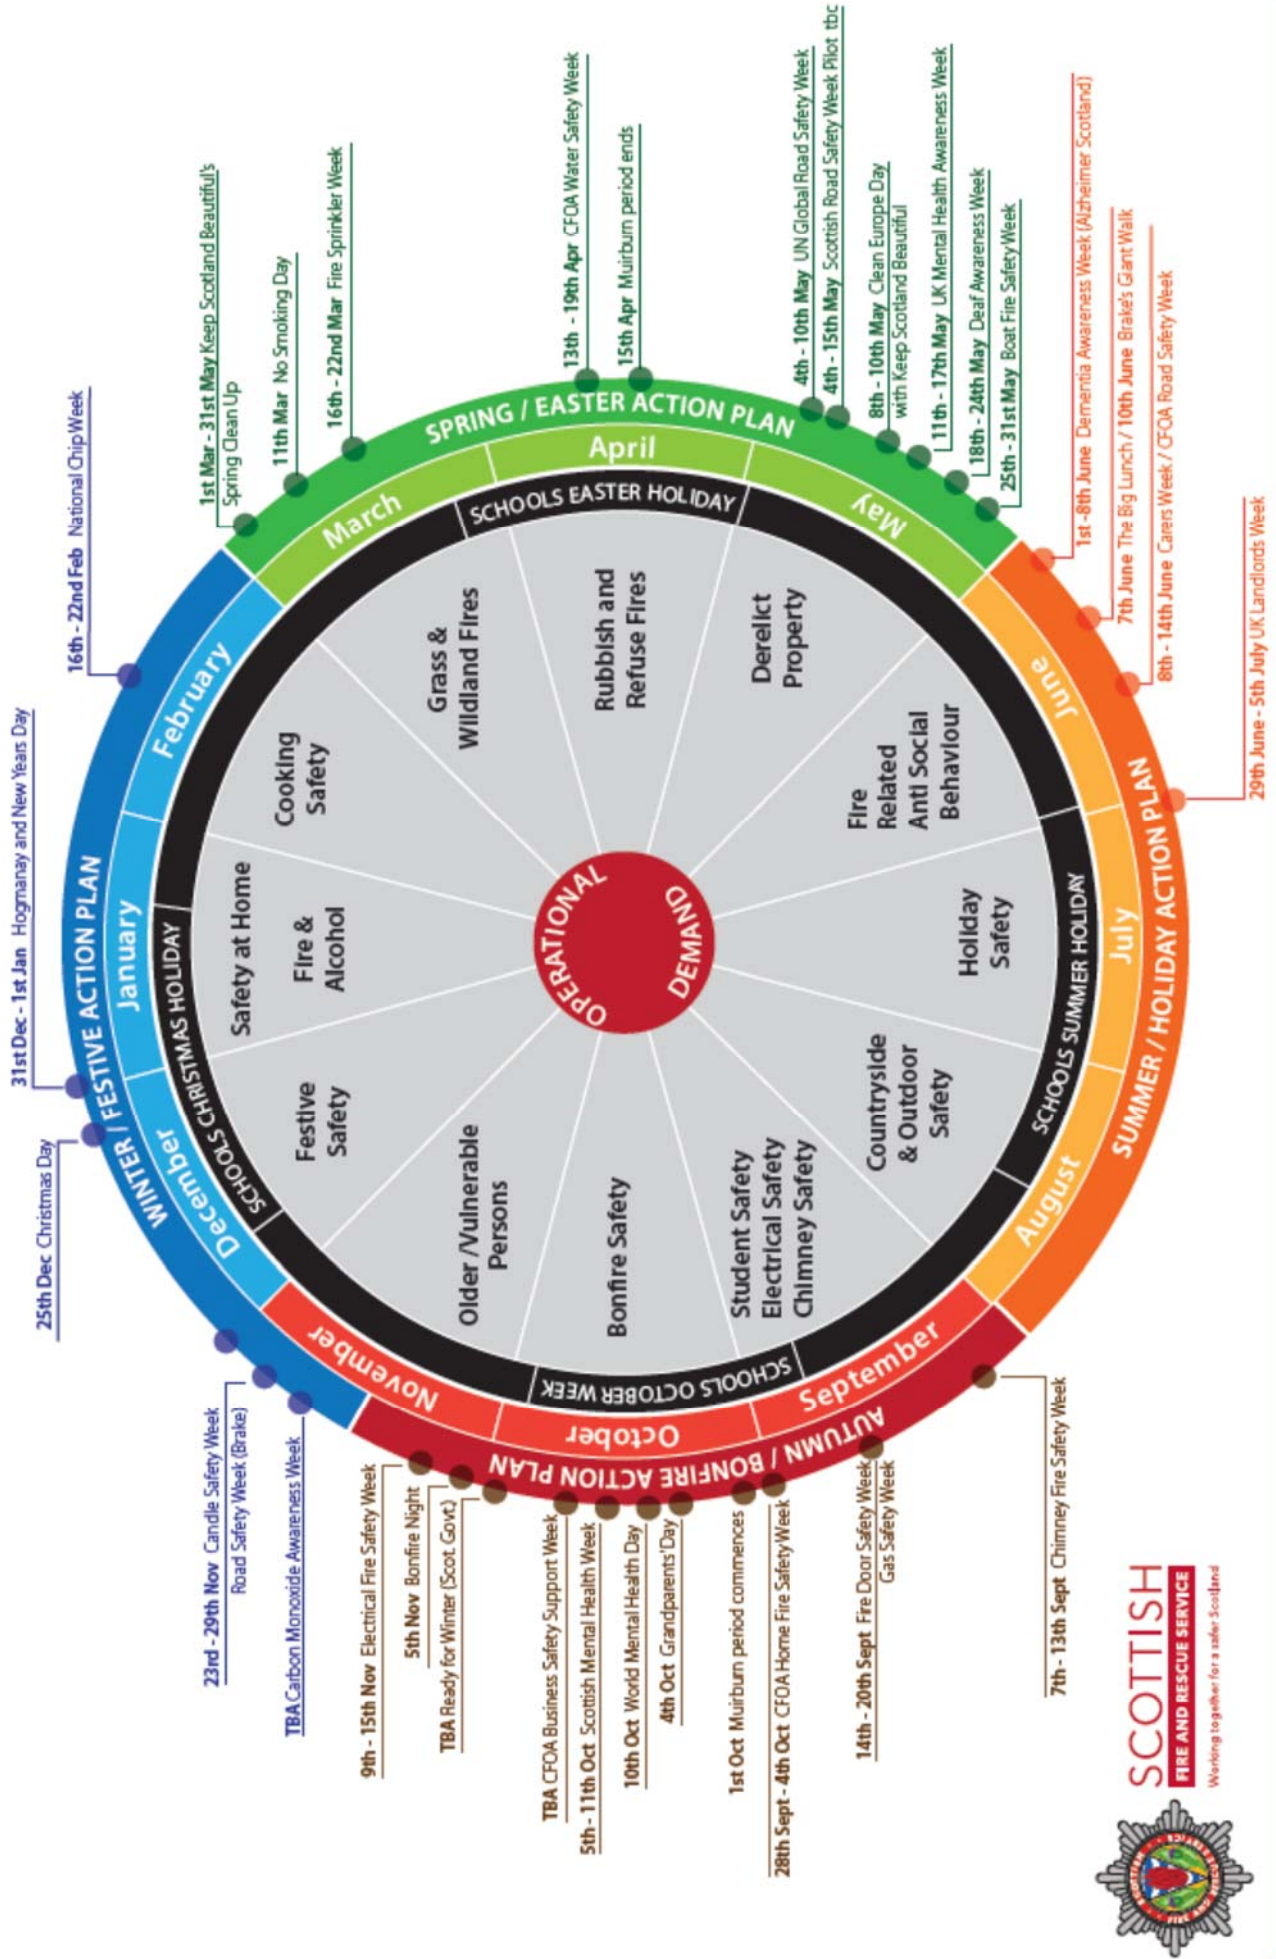 31st Dec - 1st Jan Hogmanay and New Years Day
25th Dec Christmas Day
16th - 22nd Feb National Chip Week
1st Mar - 31st May Keep Scotland Beautiful's
Spring Clean Up
11th Mar No Smoking Day
16th - 22nd Mar Fire Sprinkler Week
13th - 19th Apr CFOA Water Safety Week
15th Apr Muirburn period ends
4th - 10th May UN Global Road Safety Week
4th - 15th May Scottish Road Safety Week Pilot tbc
8th - 10th May Clean Europe Day
with Keep Scotland Beautiful
11th - 17th May UK Mental Health Awareness Week
18th - 24th May Deaf Awareness Week
25th - 31st May Boat Fire Safety Week
1st -8th June Dementia Awareness Week (Alzheimer Scotland)
7th June The Big Lunch / 10th June Brake's Giant Walk
8th - 14th June Carers Week / CFOA Road Safety Week
29th June - 5th July UK Landlords Week
7th - 13th Sept Chimney Fire Safety Week
14th - 20th Sept Fire Door Safety Week
Gas Safety Week
28th Sept - 4th Oct CFOA Home Fire Safety Week
1st Oct Muirburn period commences
4th Oct Grandparents' Day
10th Oct World Mental Health Day
5th - 11th Oct Scottish Mental Health Week
TBA CFOA Business Safety Support Week
TBA Ready for Winter (Scot. Govt.)
5th Nov Bonfire Night
9th - 15th Nov Electrical Fire Safety Week
TBA Carbon Monoxide Awareness Week
23rd - 29th Nov Candle Safety Week
Road Safety Week (Brake)
WINTER / FESTIVE ACTION PLAN
SPRING / EASTER ACTION PLAN
SUMMER / HOLIDAY ACTION PLAN
AUTUMN / BONFIRE ACTION PLAN
January
February
March
April
May
June
July
August
September
October
November
December
SCHOOLS CHRISTMAS HOLIDAY
SCHOOLS EASTER HOLIDAY
SCHOOLS SUMMER HOLIDAY
SCHOOLS OCTOBER WEEK
Safety at Home
Fire &
Alcohol
Cooking
Safety
Grass &
Wildland Fires
Rubbish and
Refuse Fires
Derelict
Property
Fire
Related
Anti Social
Behaviour
Holiday
Safety
Countryside
& Outdoor
Safety
Student Safety
Electrical Safety
Chimney Safety
Bonfire Safety
Older /Vulnerable
Persons
Festive
Safety
OPERATIONAL
DEMAND
SCOTTISH
FIRE AND RESCUE SERVICE
Working together for a safer Scotland